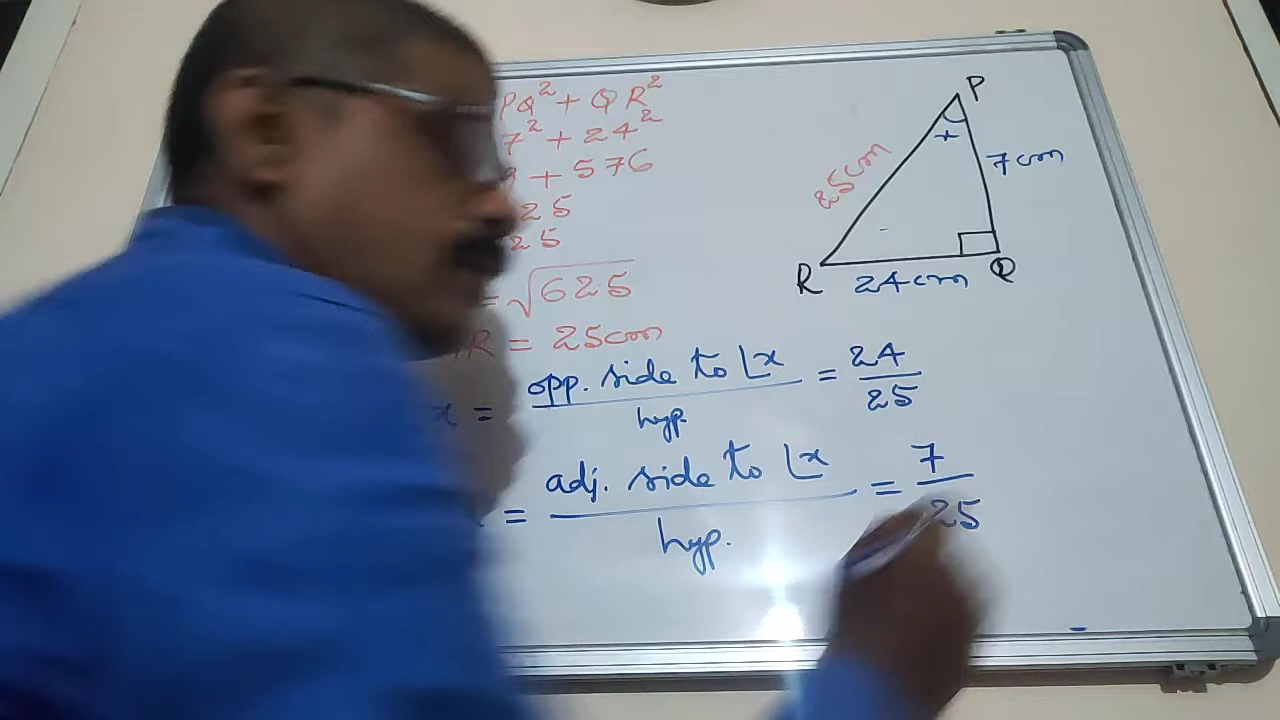 PQ² + QR²
7² + 24²
9 + 576
25
25
= √625
R = 25cm
x = opp. side to ∟x / hyp. = 24/25
= adj. side to ∟x / hyp. = 7/25
P
x
7cm
25cm
R
24cm
Q